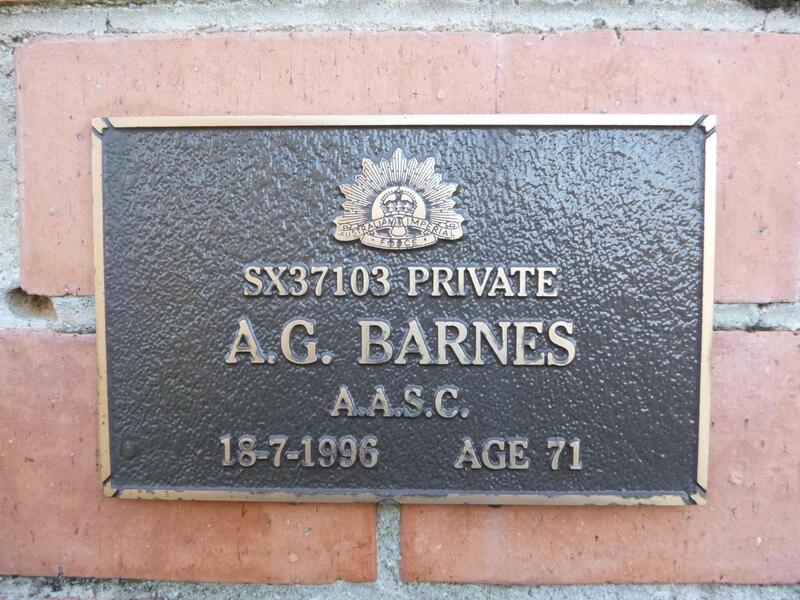 AUSTRALIAN IMPERIAL
FORCE
SX37103 PRIVATE
A.G. BARNES
A.A.S.C.
18-7-1996 AGE 71